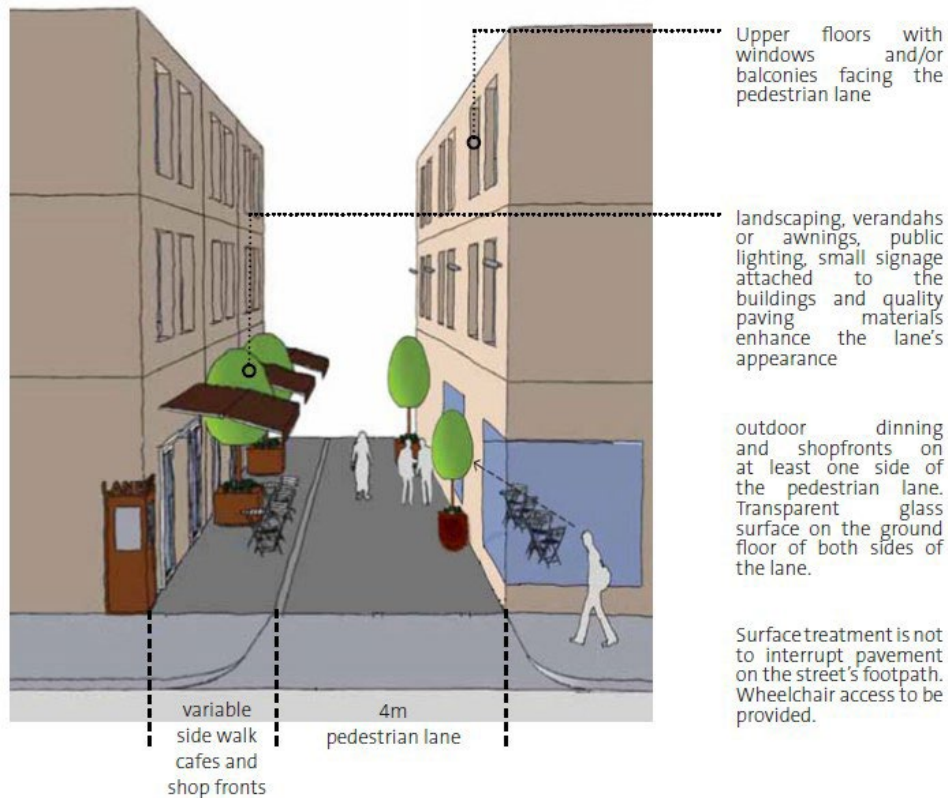 Upper floors with
windows and/or
balconies facing the
pedestrian lane
landscaping, verandahs
or awnings, public
lighting, small signage
attached to the
buildings and quality
paving materials
enhance the lane's
appearance
outdoor dinning
and shopfronts on
at least one side of
the pedestrian lane.
Transparent glass
surface on the ground
floor of both sides of
the lane.
Surface treatment is not
to interrupt pavement
on the street's footpath.
Wheelchair access to be
provided.
variable
side walk
cafes and
shop fronts
4m
pedestrian lane